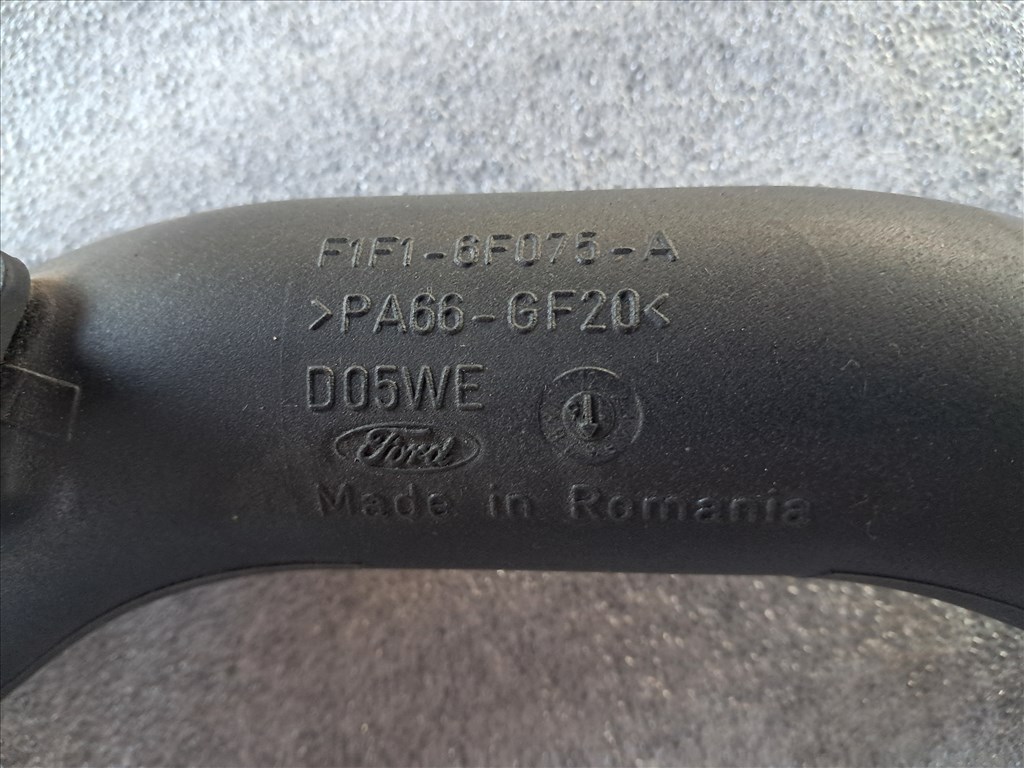 F1F1-6F075-A
>PA66-GF20<
D05WE
Ford
Made in Romania